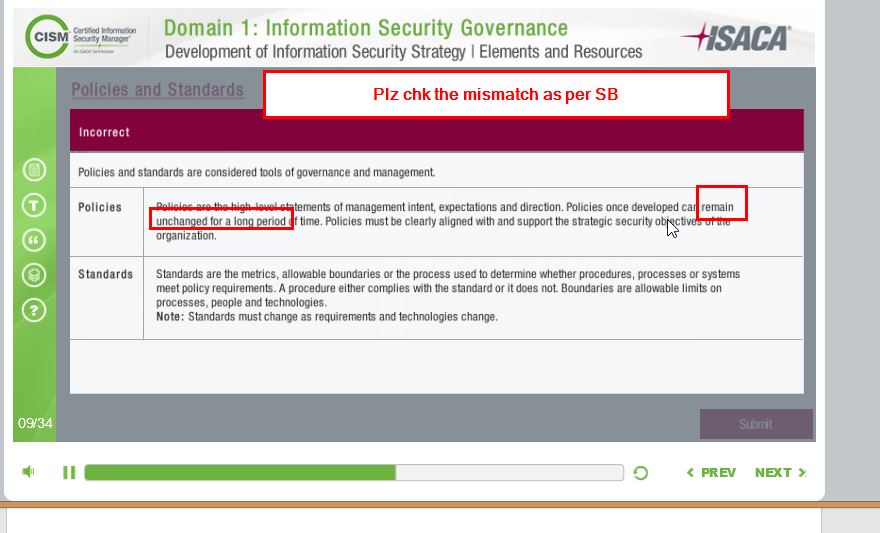 CISM
Certified Information
Security Manager®
An ISACA® Certification
Domain 1: Information Security Governance
Development of Information Security Strategy | Elements and Resources
ISACA®
Policies and Standards
Plz chk the mismatch as per SB
Incorrect
Policies and standards are considered tools of governance and management.
Policies
Policies are the high-level statements of management intent, expectations and direction. Policies once developed can remain
unchanged for a long period of time. Policies must be clearly aligned with and support the strategic security objectives of the
organization.
Standards
Standards are the metrics, allowable boundaries or the process used to determine whether procedures, processes or systems
meet policy requirements. A procedure either complies with the standard or it does not. Boundaries are allowable limits on
processes, people and technologies.
Note: Standards must change as requirements and technologies change.
T
“
?
09/34
Submit
< PREV
NEXT >